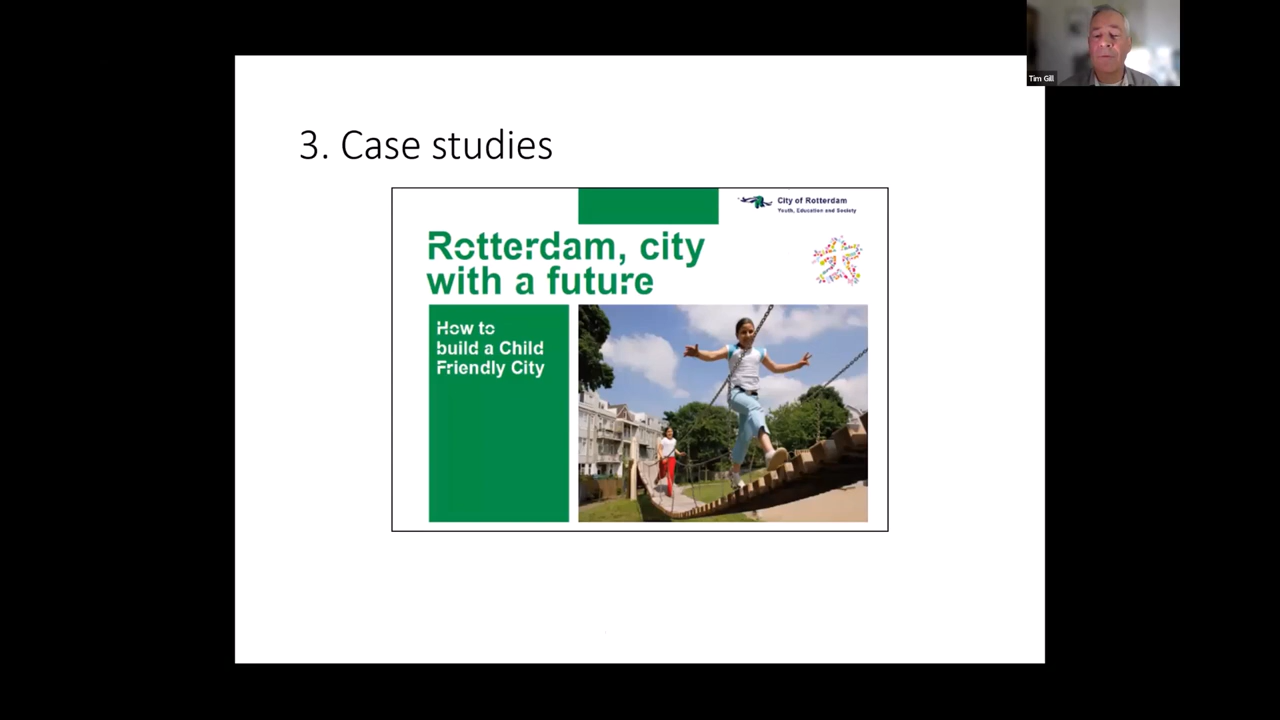 Tim Gill
3. Case studies
City of Rotterdam
Youth, Education and Society
Rotterdam, city
with a future
How to
build a Child
Friendly City